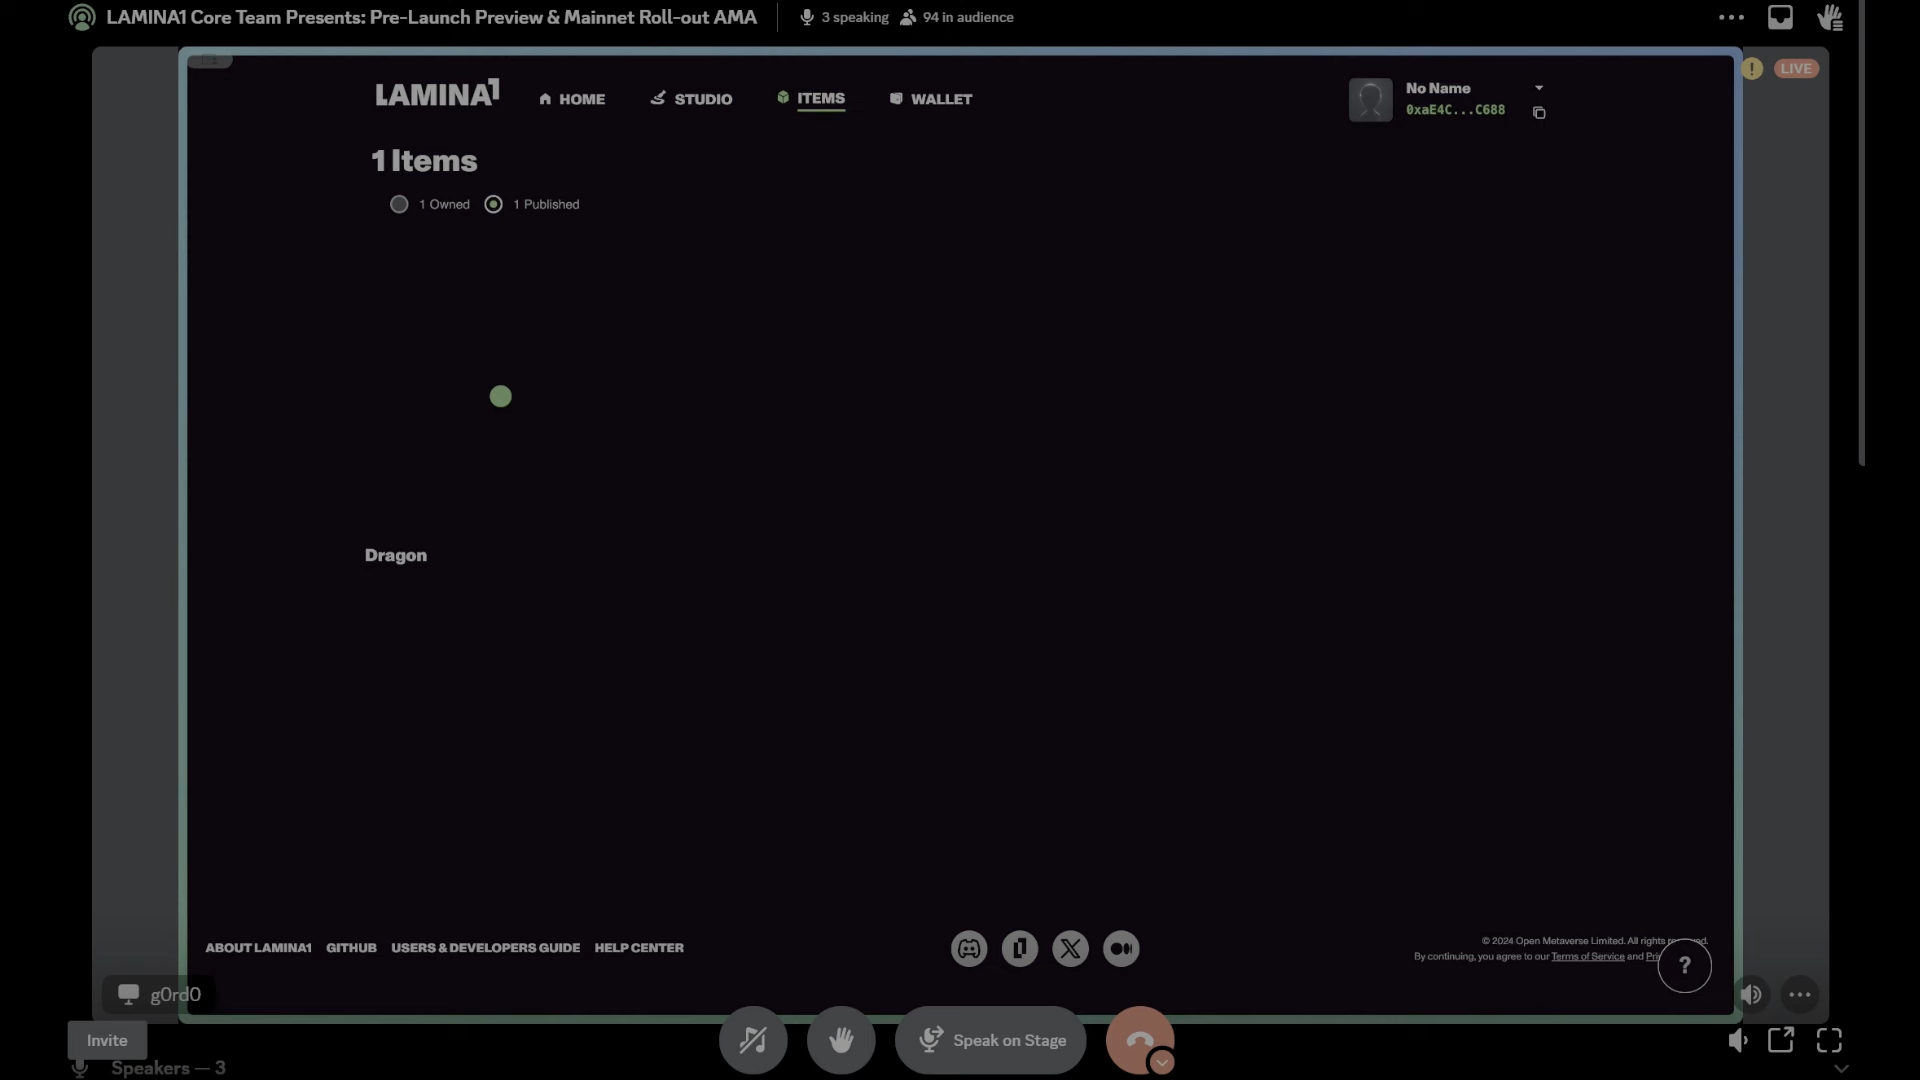 LAMINA1 Core Team Presents: Pre-Launch Preview & Mainnet Roll-out AMA
3 speaking
94 in audience
LIVE
LAMINA1
HOME
STUDIO
ITEMS
WALLET
No Name
0xaE4C...C688
1 Items
1 Owned
1 Published
Dragon
ABOUT LAMINA1
GITHUB
USERS & DEVELOPERS GUIDE
HELP CENTER
© 2024 Open Metaverse Limited. All rights
By continuing, you agree to our Terms of Service and
?
g0rd0
Invite
Speak on Stage
Speakers — 3